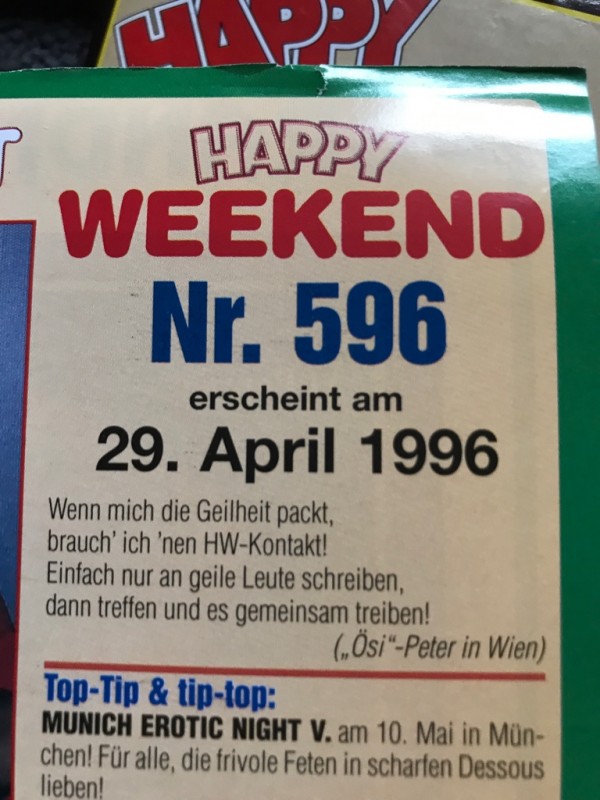 HAPPY
HAPPY
WEEKEND
Nr. 596
erscheint am
29. April 1996
Wenn mich die Geilheit packt,
brauch' ich 'nen HW-Kontakt!
Einfach nur an geile Leute schreiben,
dann treffen und es gemeinsam treiben!
(„Ösi“-Peter in Wien)
Top-Tip & tip-top:
MUNICH EROTIC NIGHT V. am 10. Mai in Mün-
chen! Für alle, die frivole Feten in scharfen Dessous
lieben!